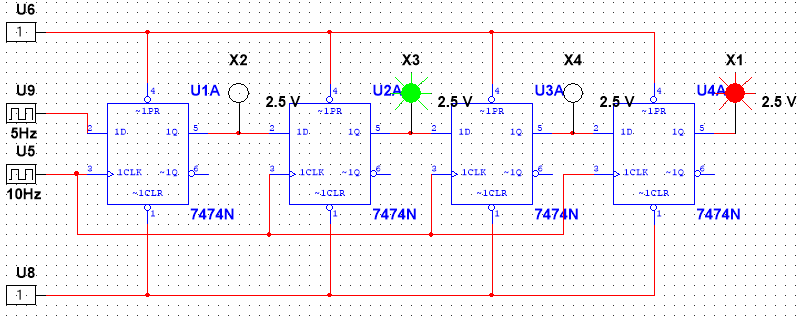 U6
1
X2
X3
X4
X1
U9
5Hz
U5
10Hz
4
U1A
2.5 V
4
U2A
2.5 V
4
U3A
2.5 V
4
U4A
2.5 V
~1PR
~1PR
~1PR
~1PR
2
1D
1Q
5
2
1D
1Q
5
2
1D
1Q
5
2
1D
1Q
5
3
1CLK
~1Q
6
3
1CLK
~1Q
6
3
1CLK
~1Q
6
3
1CLK
~1Q
6
~1CLR
~1CLR
~1CLR
~1CLR
1
7474N
1
7474N
1
7474N
1
7474N
U8
1